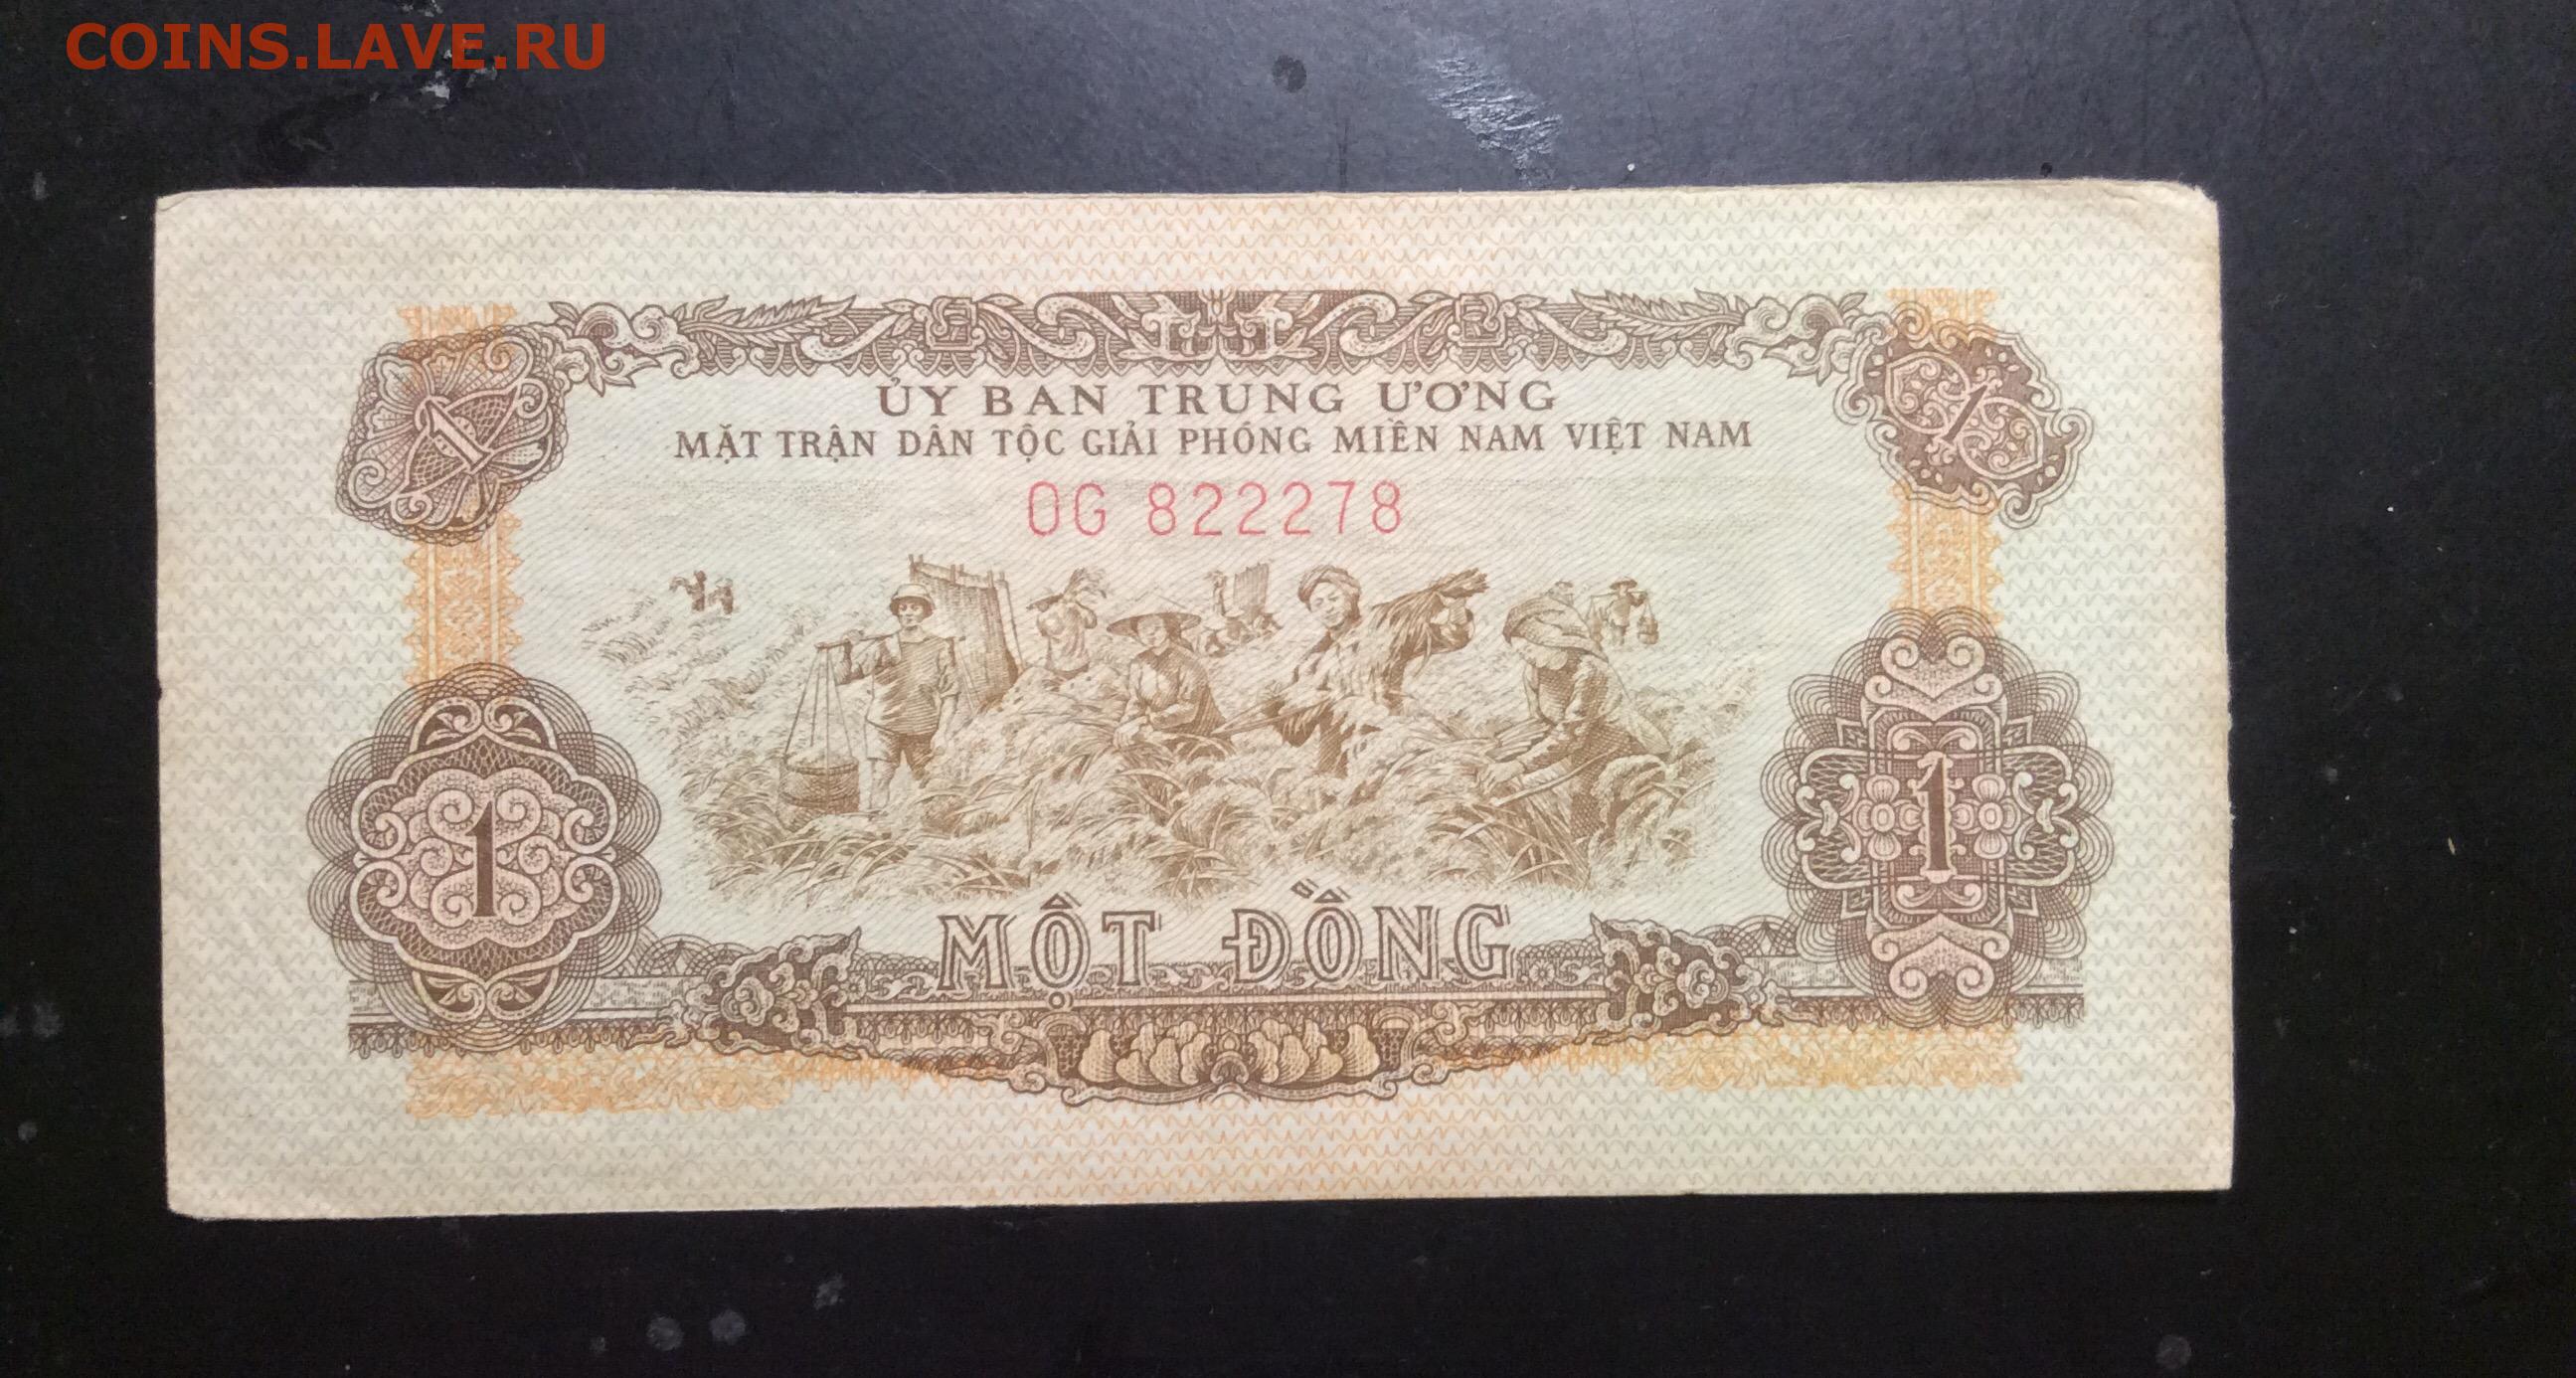 COINS.LAVE.RU
ỦY BAN TRUNG ƯƠNG
MẶT TRẬN DÂN TỘC GIẢI PHÓNG MIỀN NAM VIỆT NAM
1 1
OG 822278
1 1
MỘT ĐỒNG